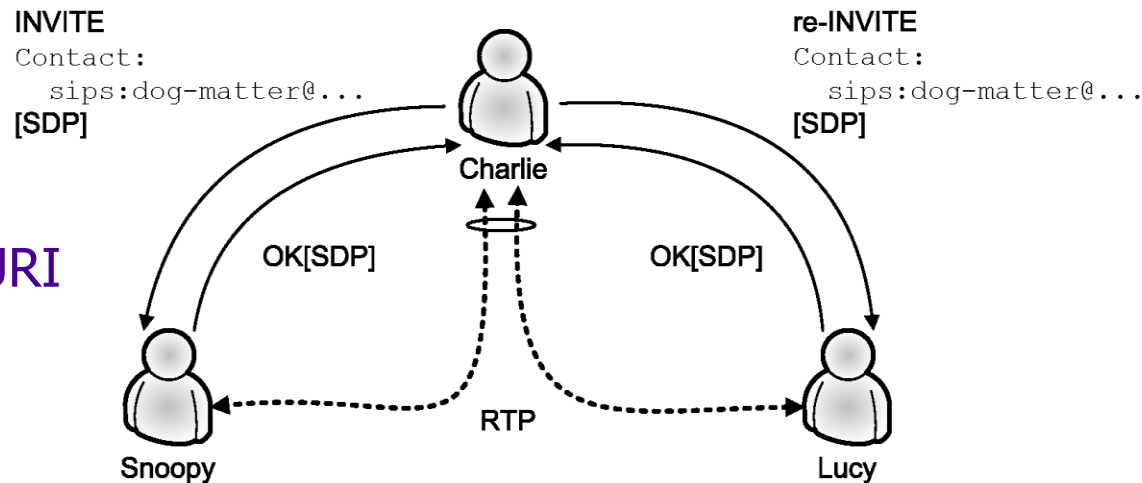 INVITE
Contact:
sips:dog-matter@...
[SDP]
re-INVITE
Contact:
sips:dog-matter@...
[SDP]
Charlie
URI
OK[SDP]
OK[SDP]
RTP
Snoopy
Lucy